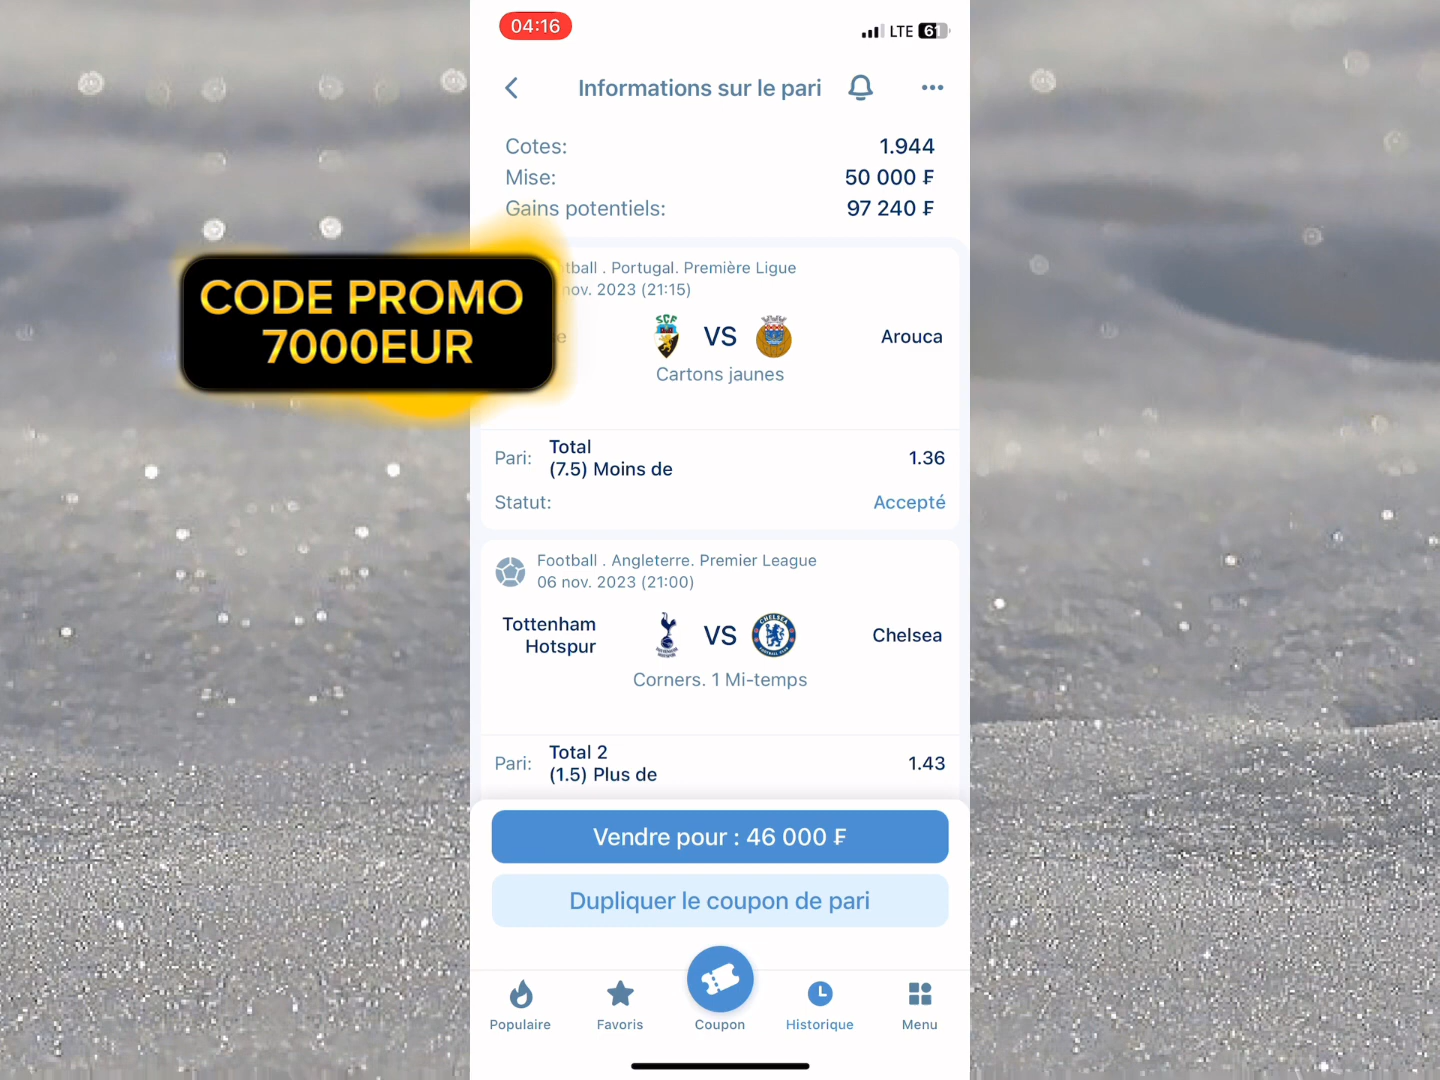 04:16
LTE 61
Informations sur le pari
Cotes: 1.944
Mise: 50 000 ₣
Gains potentiels: 97 240 ₣
CODE PROMO
7000EUR
. Portugal. Première Ligue
nov. 2023 (21:15)
SCF
VS
Arouca
Cartons jaunes
Pari: Total
(7.5) Moins de
1.36
Statut: Accepté
Football . Angleterre. Premier League
06 nov. 2023 (21:00)
Tottenham
Hotspur
VS
Chelsea
Corners. 1 Mi-temps
Pari: Total 2
(1.5) Plus de
1.43
Vendre pour : 46 000 ₣
Dupliquer le coupon de pari
Populaire Favoris Coupon Historique Menu